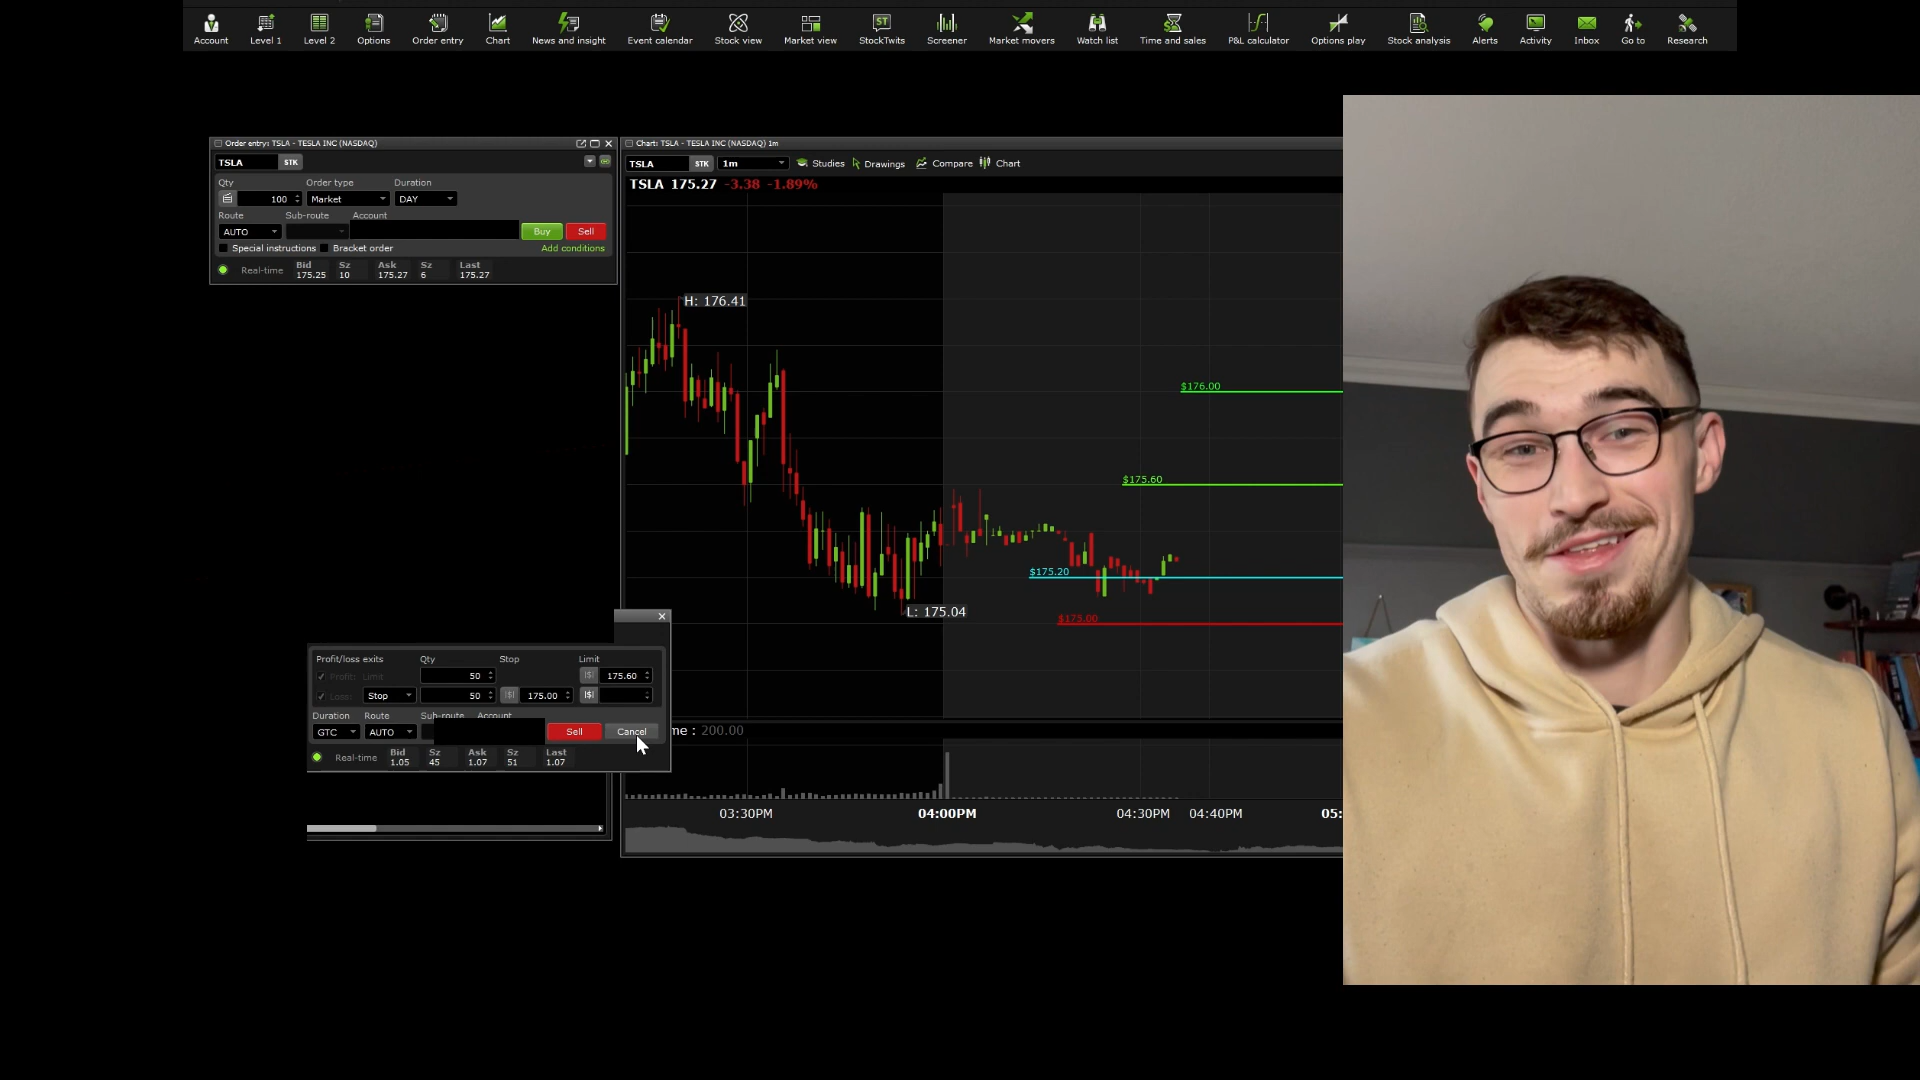 Account Level 1 Level 2 Options Order entry Chart News and insight Event calendar Stock view Market view StockTwits Screener Market movers Watch list Time and sales P&L calculator Options play Stock analysis Alerts Activity Inbox Go to Research
ST
Order entry: TSLA - TESLA INC (NASDAQ)
TSLA STK
Qty Order type Duration
100 Market DAY
Route Sub-route Account
AUTO Buy Sell
Special instructions Bracket order Add conditions
Real-time Bid 175.25 Sz 10 Ask 175.27 Sz 6 Last 175.27
Chart: TSLA - TESLA INC (NASDAQ) 1m
TSLA STK 1m Studies Drawings Compare Chart
TSLA 175.27 -3.38 -1.89%
H: 176.41
$176.00
$175.60
$175.20
L: 175.04
$175.00
Profit/loss exits Qty Stop Limit
Profit: Limit 50 |$| 175.60
Loss: Stop 50 |$| 175.00 |$|
Duration Route Sub-route Account
GTC AUTO Sell Cancel
Real-time Bid 1.05 Sz 45 Ask 1.07 Sz 51 Last 1.07
me : 200.00
03:30PM 04:00PM 04:30PM 04:40PM 05: